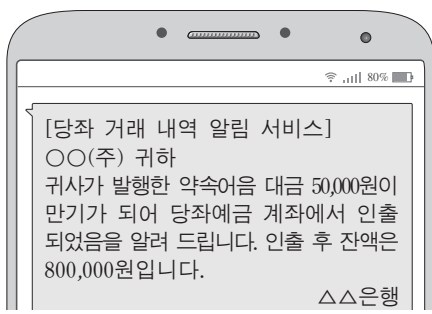 80%
[당좌 거래 내역 알림 서비스]
○○(주) 귀하
귀사가 발행한 약속어음 대금 50,000원이
만기가 되어 당좌예금 계좌에서 인출
되었음을 알려 드립니다. 인출 후 잔액은
800,000원입니다.
△△은행